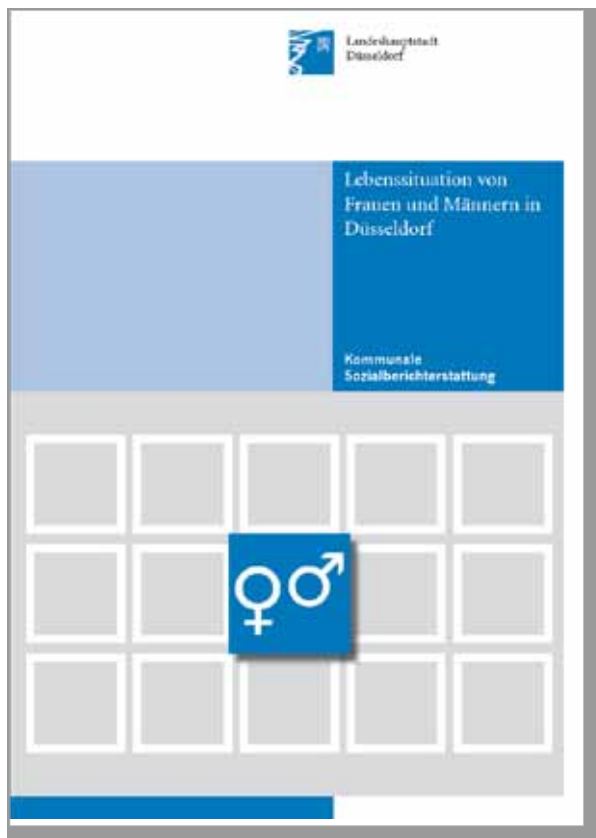 Landeshauptstadt
Düsseldorf
Lebenssituation von
Frauen und Männern in
Düsseldorf
Kommunale
Sozialberichterstattung